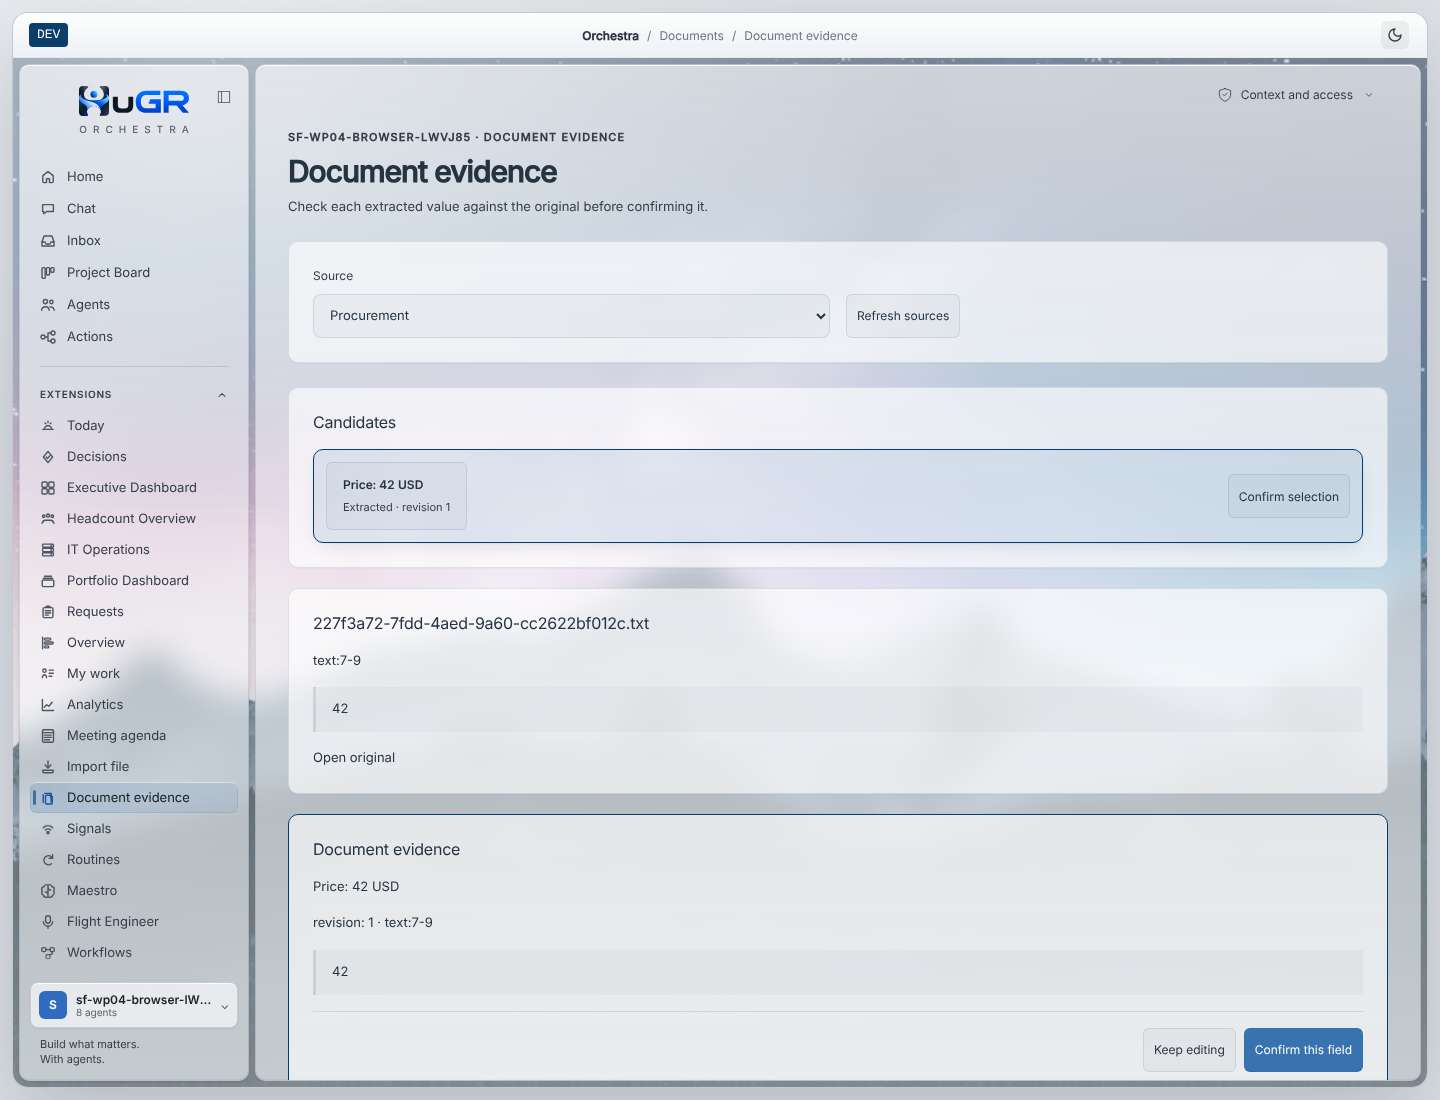 DEV
Orchestra / Documents / Document evidence
HuGR
ORCHESTRA
Home
Chat
Inbox
Project Board
Agents
Actions
EXTENSIONS
Today
Decisions
Executive Dashboard
Headcount Overview
IT Operations
Portfolio Dashboard
Requests
Overview
My work
Analytics
Meeting agenda
Import file
Document evidence
Signals
Routines
Maestro
Flight Engineer
Workflows
S
sf-wp04-browser-lW...
8 agents
Build what matters.
With agents.
Context and access
SF-WP04-BROWSER-LWVJ85 · DOCUMENT EVIDENCE
Document evidence
Check each extracted value against the original before confirming it.
Source
Procurement
Refresh sources
Candidates
Price: 42 USD
Extracted · revision 1
Confirm selection
227f3a72-7fdd-4aed-9a60-cc2622bf012c.txt
text:7-9
42
Open original
Document evidence
Price: 42 USD
revision: 1 · text:7-9
42
Keep editing
Confirm this field